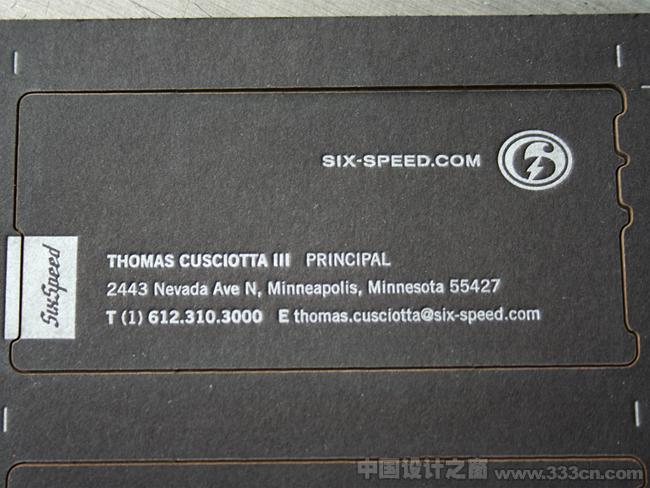 SIX-SPEED.COM
SixSpeed
THOMAS CUSCIOTTA III PRINCIPAL
2443 Nevada Ave N, Minneapolis, Minnesota 55427
T (1) 612.310.3000 E thomas.cusciotta@six-speed.com
中国设计之窗 www.333cn.com